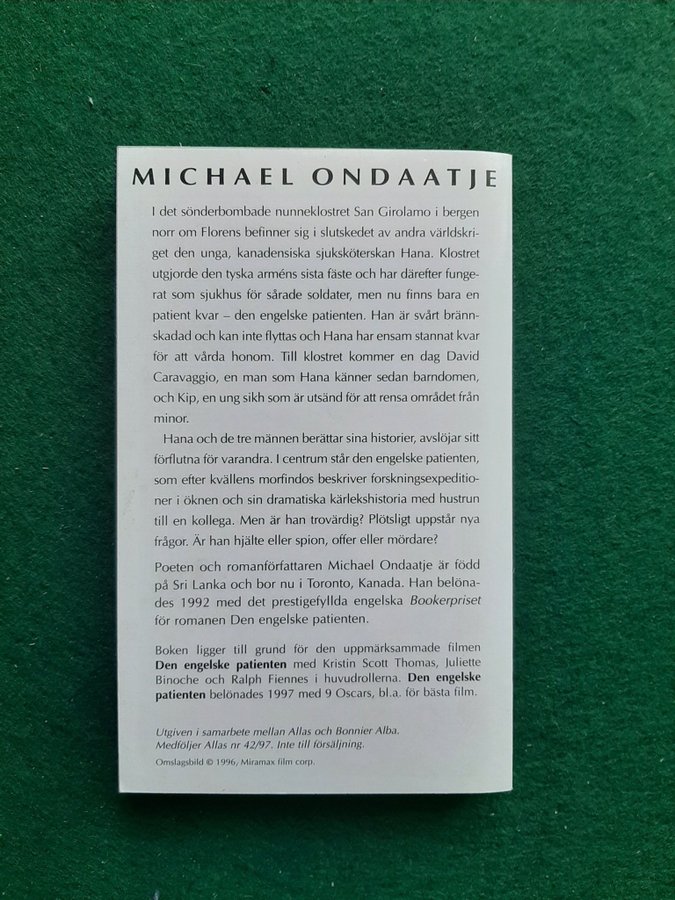 MICHAEL ONDAATJE
I det sönderbombade nunneklostret San Girolamo i bergen
norr om Florens befinner sig i slutskedet av andra världskri-
get den unga, kanadensiska sjuksköterskan Hana. Klostret
utgjorde den tyska arméns sista fäste och har därefter funge-
rat som sjukhus för sårade soldater, men nu finns bara en
patient kvar – den engelske patienten. Han är svårt bränn-
skadad och kan inte flyttas och Hana har ensam stannat kvar
för att vårda honom. Till klostret kommer en dag David
Caravaggio, en man som Hana känner sedan barndomen,
och Kip, en ung sikh som är utsänd för att rensa området från
minor.
Hana och de tre männen berättar sina historier, avslöjar sitt
förflutna för varandra. I centrum står den engelske patienten,
som efter kvällens morfindos beskriver forskningsexpeditio-
ner i öknen och sin dramatiska kärlekshistoria med hustrun
till en kollega. Men är han trovärdig? Plötsligt uppstår nya
frågor. Är han hjälte eller spion, offer eller mördare?
Poeten och romanförfattaren Michael Ondaatje är född
på Sri Lanka och bor nu i Toronto, Kanada. Han belöna-
des 1992 med det prestigefyllda engelska Bookerpriset
för romanen Den engelske patienten.
Boken ligger till grund för den uppmärksammade filmen
Den engelske patienten med Kristin Scott Thomas, Juliette
Binoche och Ralph Fiennes i huvudrollerna. Den engelske
patienten belönades 1997 med 9 Oscars, bl.a. för bästa film.
Utgiven i samarbete mellan Allas och Bonnier Alba.
Medföljer Allas nr 42/97. Inte till försäljning.
Omslagsbild © 1996, Miramax film corp.